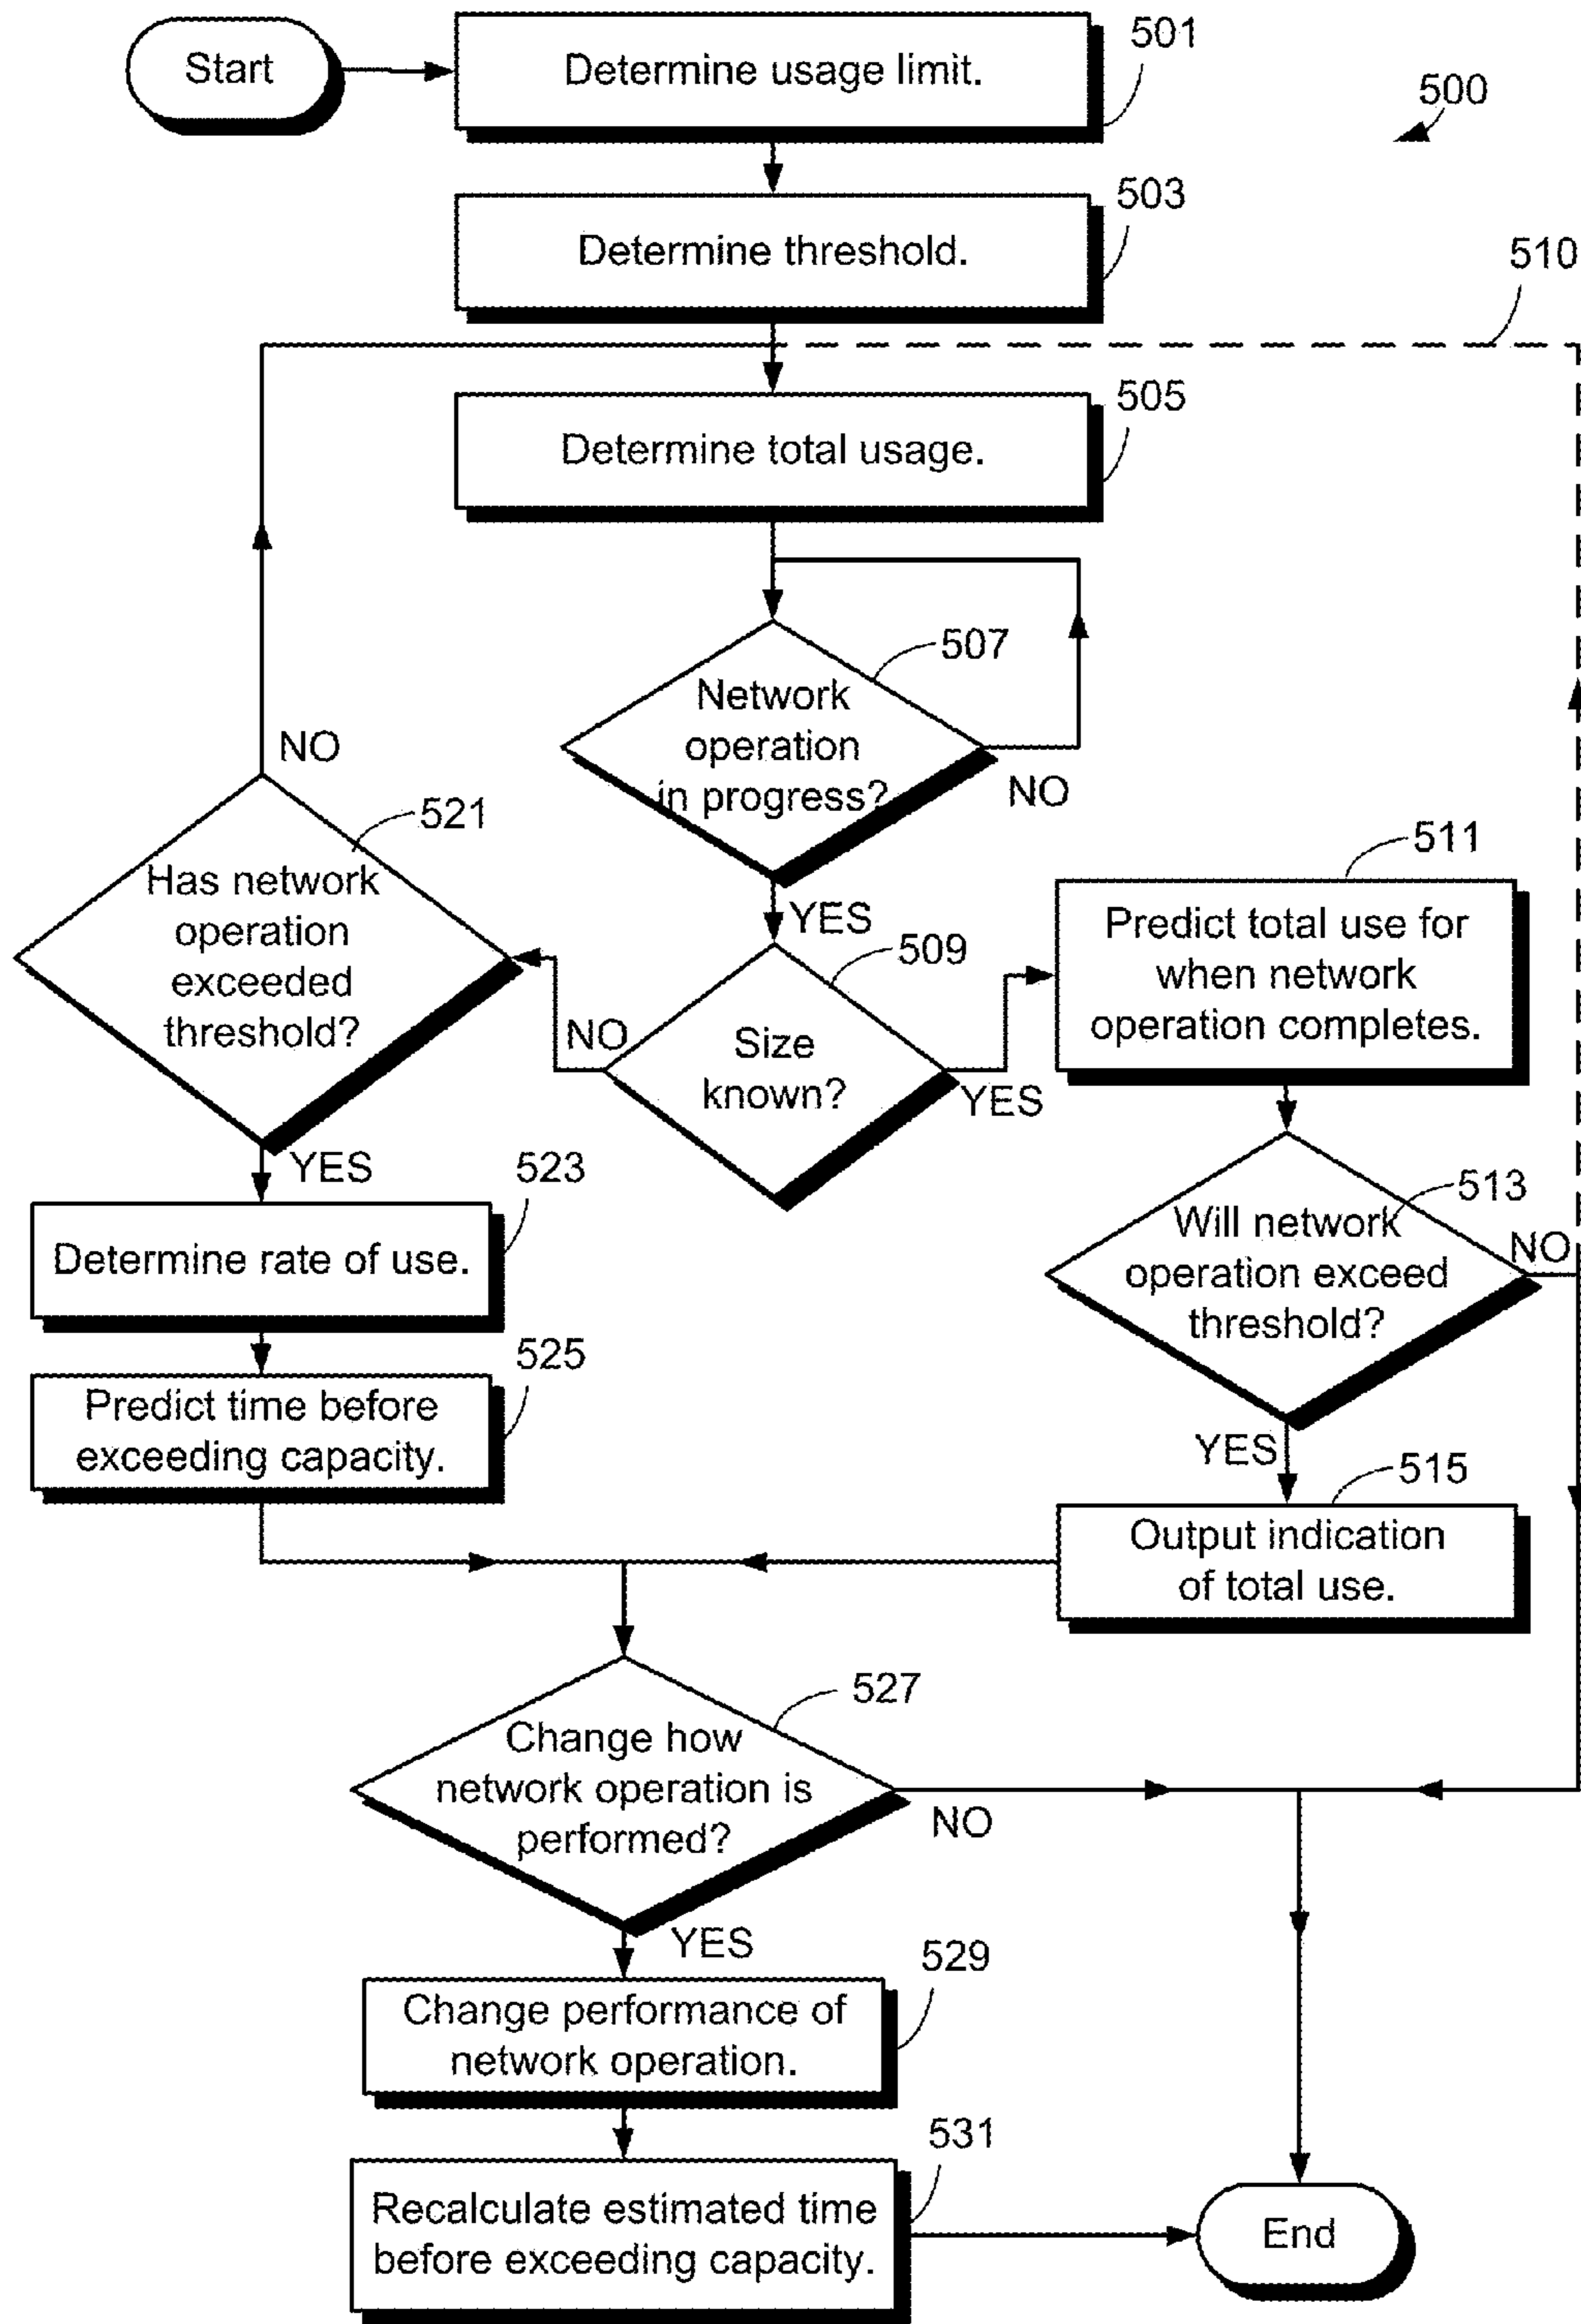 Start
Determine usage limit.
501
500
Determine threshold.
503
510
Determine total usage.
505
Network
operation
in progress?
507
NO
YES
Has network
operation
exceeded
threshold?
521
NO
YES
Size
known?
509
NO
YES
Predict total use for
when network
operation completes.
511
Will network
operation exceed
threshold?
513
NO
YES
Determine rate of use.
523
Predict time before
exceeding capacity.
525
Output indication
of total use.
515
Change how
network operation is
performed?
527
NO
YES
Change performance of
network operation.
529
Recalculate estimated time
before exceeding capacity.
531
End